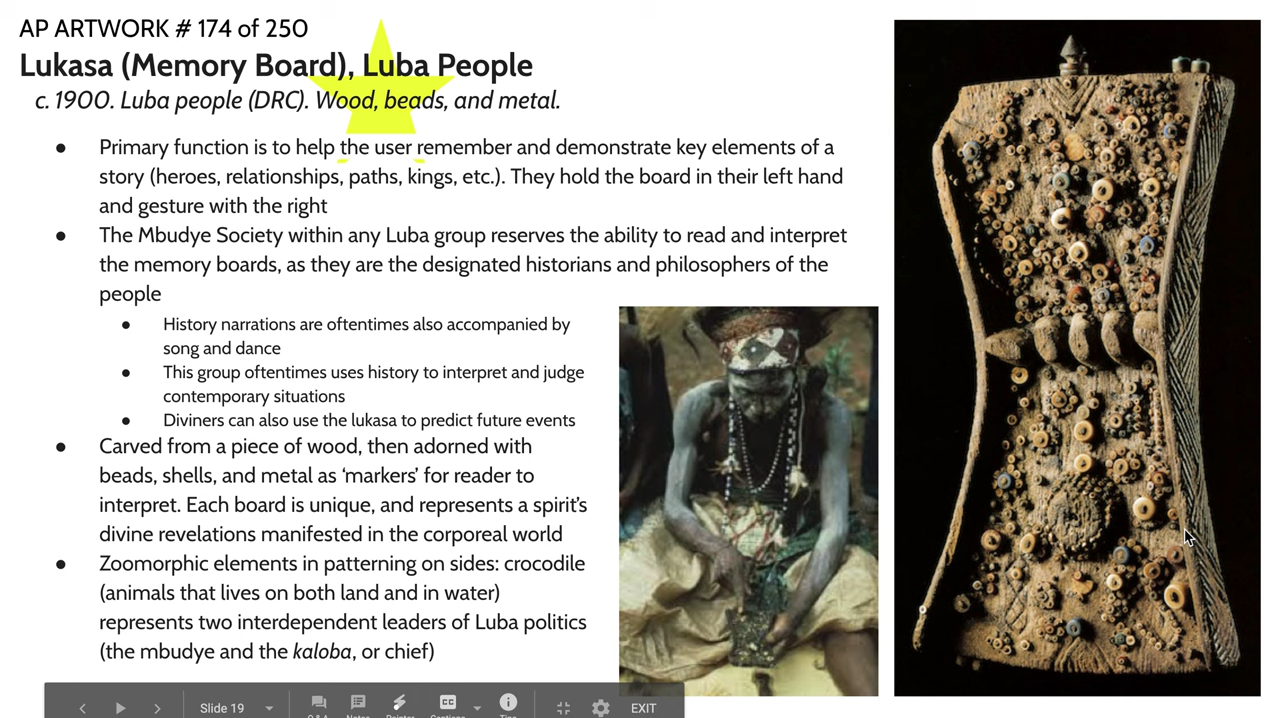 AP ARTWORK # 174 of 250
Lukasa (Memory Board), Luba People
c. 1900. Luba people (DRC). Wood, beads, and metal.
● Primary function is to help the user remember and demonstrate key elements of a
story (heroes, relationships, paths, kings, etc.). They hold the board in their left hand
and gesture with the right
● The Mbudye Society within any Luba group reserves the ability to read and interpret
the memory boards, as they are the designated historians and philosophers of the
people
● History narrations are oftentimes also accompanied by
song and dance
● This group oftentimes uses history to interpret and judge
contemporary situations
● Diviners can also use the lukasa to predict future events
● Carved from a piece of wood, then adorned with
beads, shells, and metal as ‘markers’ for reader to
interpret. Each board is unique, and represents a spirit’s
divine revelations manifested in the corporeal world
● Zoomorphic elements in patterning on sides: crocodile
(animals that lives on both land and in water)
represents two interdependent leaders of Luba politics
(the mbudye and the kaloba, or chief)
Slide 19 CC EXIT